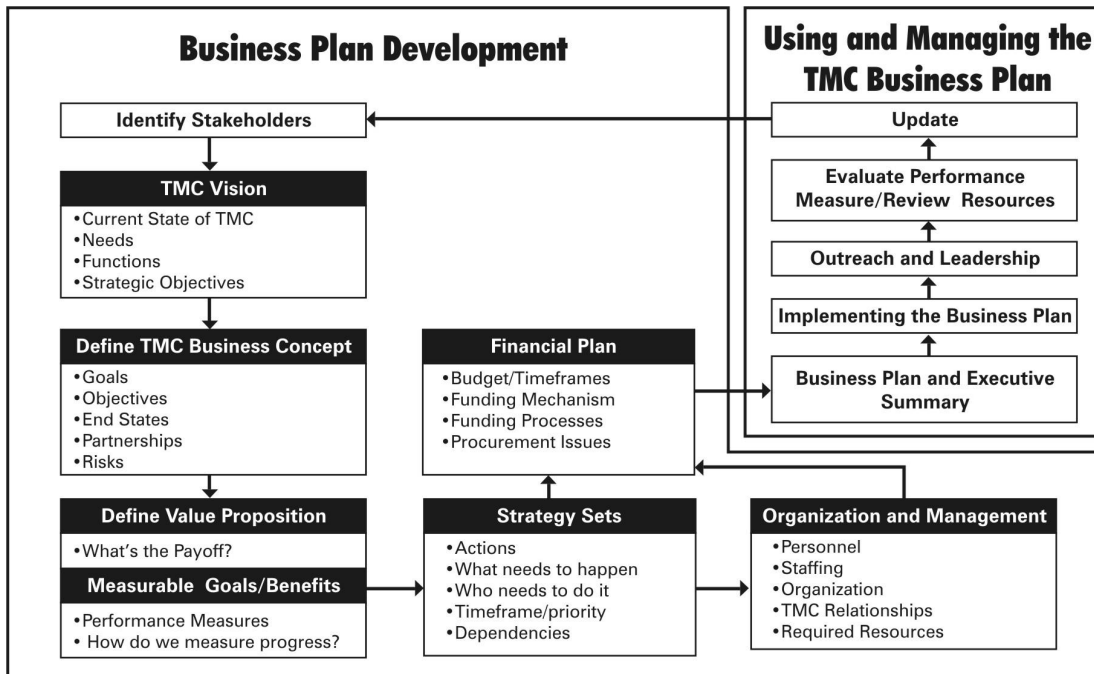 Business Plan Development
Identify Stakeholders
TMC Vision
•Current State of TMC
•Needs
•Functions
•Strategic Objectives
Define TMC Business Concept
•Goals
•Objectives
•End States
•Partnerships
•Risks
Define Value Proposition
•What's the Payoff?
Measurable Goals/Benefits
•Performance Measures
• How do we measure progress?
Financial Plan
•Budget/Timeframes
•Funding Mechanism
•Funding Processes
•Procurement Issues
Strategy Sets
•Actions
•What needs to happen
•Who needs to do it
•Timeframe/priority
•Dependencies
Organization and Management
•Personnel
•Staffing
•Organization
•TMC Relationships
•Required Resources
Using and Managing the
TMC Business Plan
Update
Evaluate Performance
Measure/Review Resources
Outreach and Leadership
Implementing the Business Plan
Business Plan and Executive
Summary